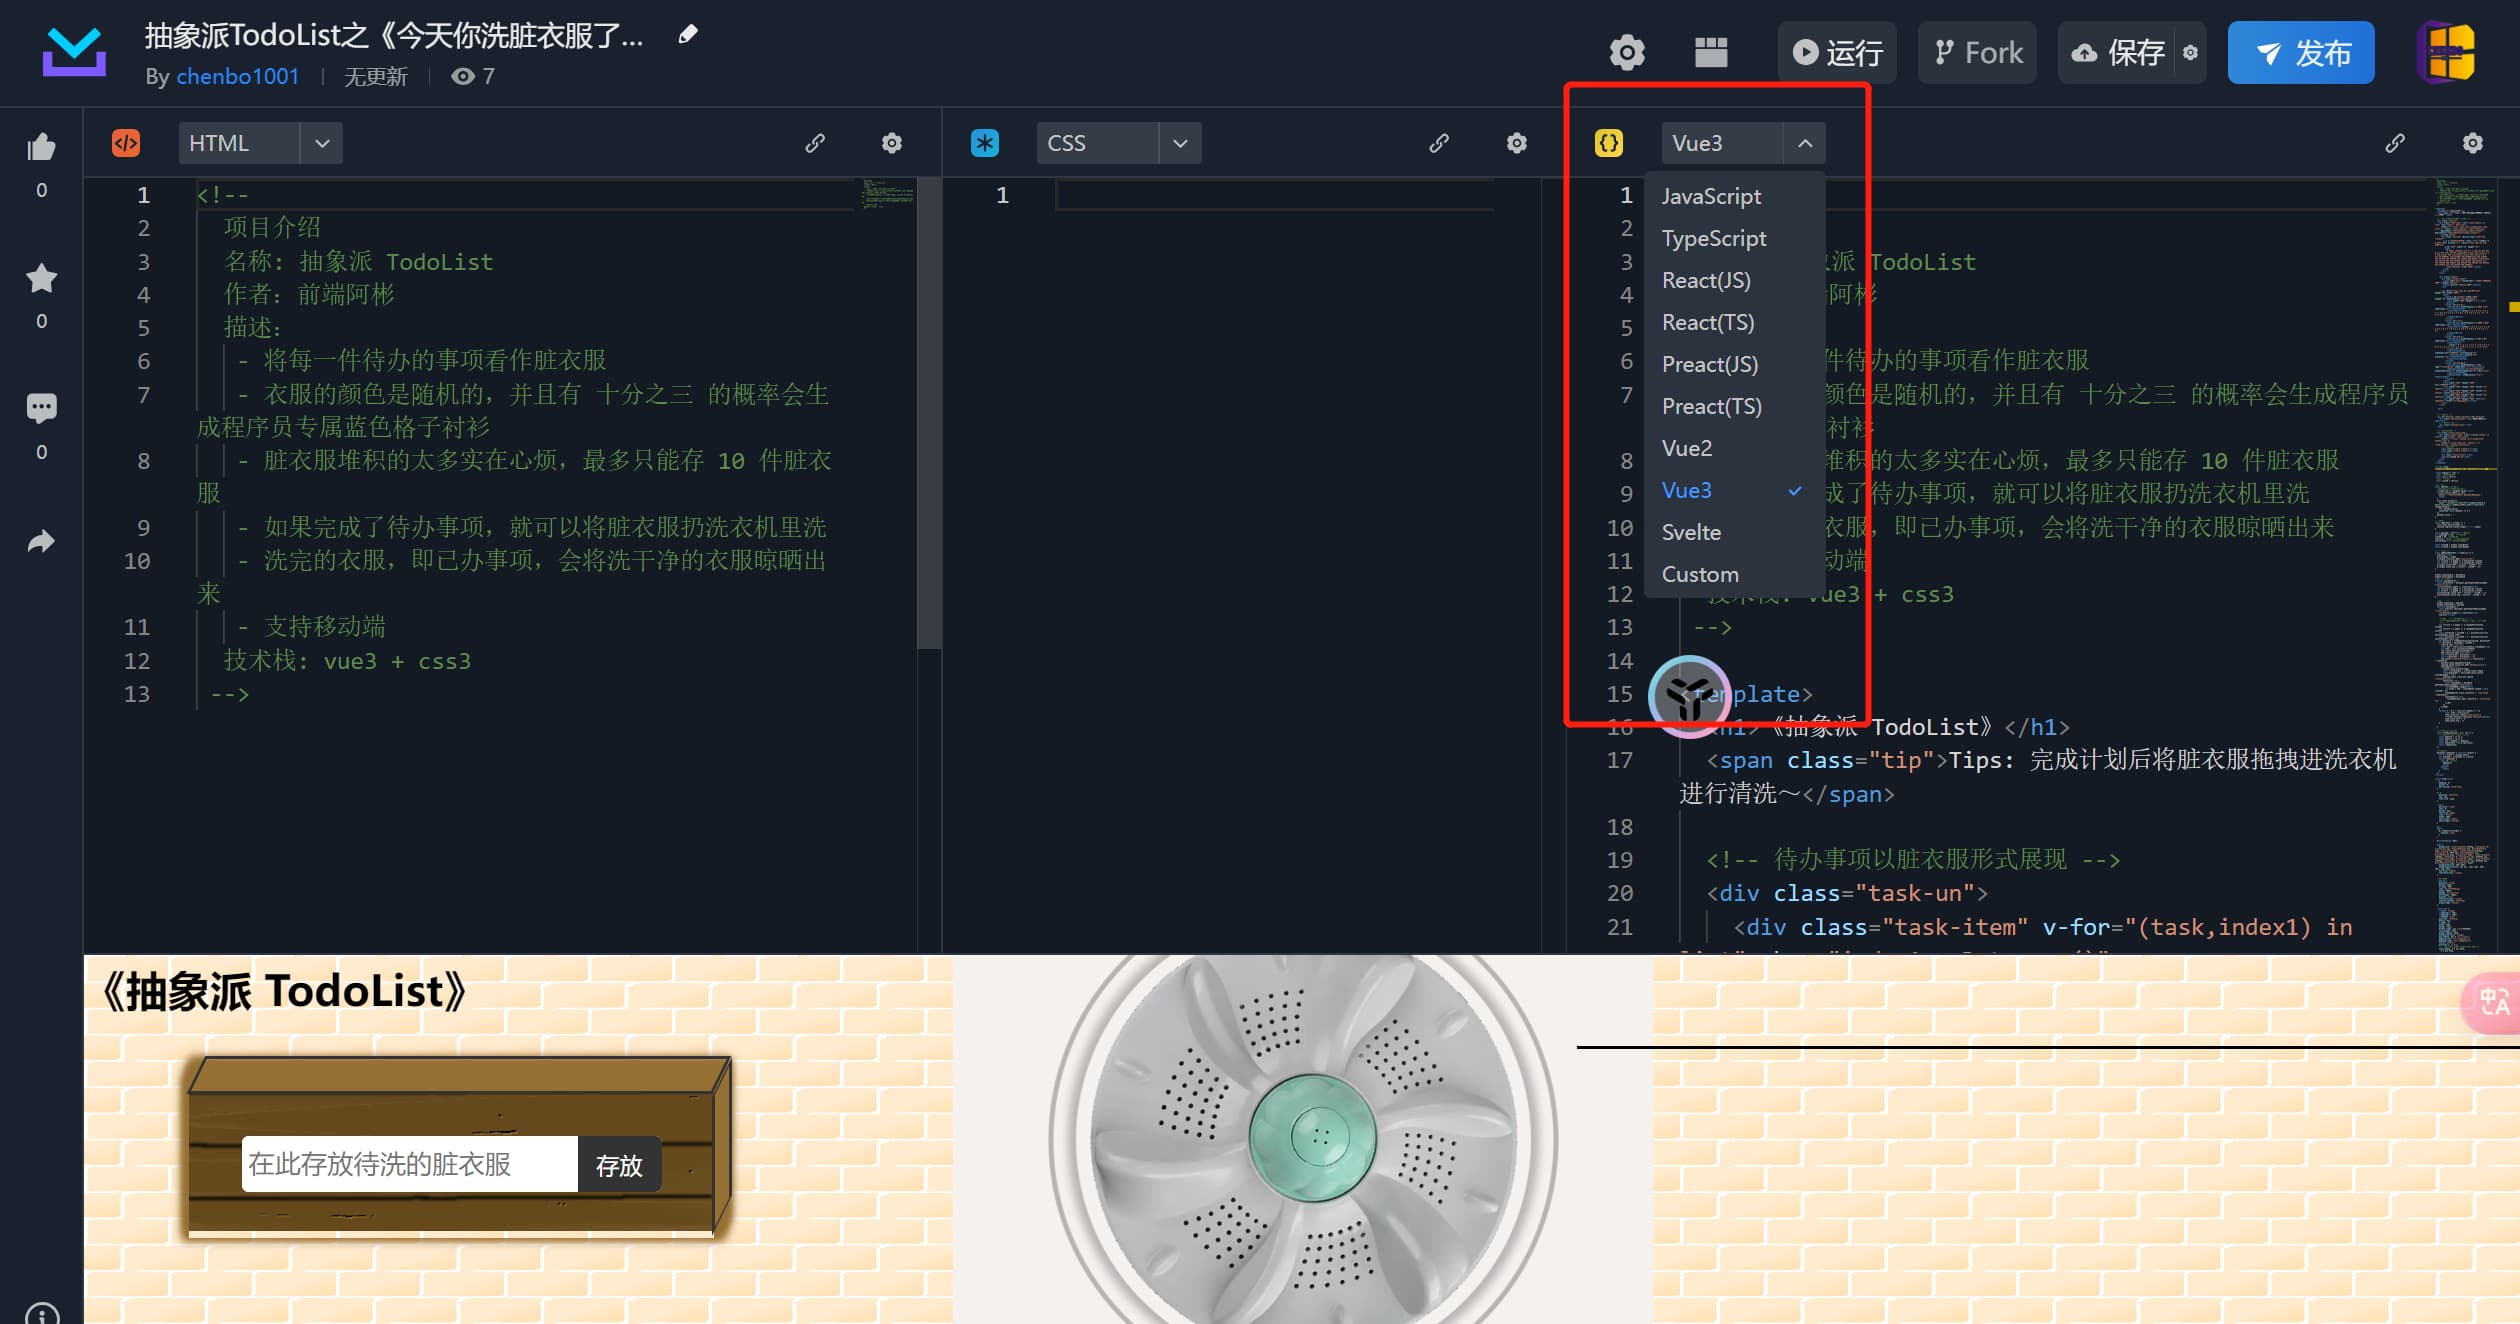 抽象派TodoList之《今天你洗脏衣服了...
By chenbo1001 无更新 7
运行
Fork
保存
发布
0
0
0
HTML
1 <!--
2 项目介绍
3 名称: 抽象派 TodoList
4 作者: 前端阿彬
5 描述:
6 - 将每一件待办的事项看作脏衣服
7 - 衣服的颜色是随机的，并且有 十分之三 的概率会生
成程序员专属蓝色格子衬衫
8 - 脏衣服堆积的太多实在心烦，最多只能存 10 件脏衣
服
9 - 如果完成了待办事项，就可以将脏衣服扔洗衣机里洗
10 - 洗完的衣服，即已办事项，会将洗干净的衣服晾晒出
来
11 - 支持移动端
12 技术栈: vue3 + css3
13 -->
CSS
1
Vue3
JavaScript
TypeScript
React(JS)
React(TS)
Preact(JS)
Preact(TS)
Vue2
Vue3
Svelte
Custom
1
2
3 派 TodoList
4 阿彬
5
6 件待办的事项看作脏衣服
7 颜色是随机的，并且有 十分之三 的概率会生成程序员
衬衫
8 堆积的太多实在心烦，最多只能存 10 件脏衣服
9 成了待办事项，就可以将脏衣服扔洗衣机里洗
10 衣服，即已办事项，会将洗干净的衣服晾晒出来
11 动端
12 技术栈: vue3 + css3
13 -->
14
15 <template>
16 <h1>《抽象派 TodoList》</h1>
17 <span class="tip">Tips: 完成计划后将脏衣服拖拽进洗衣机
进行清洗～</span>
18
19 <!-- 待办事项以脏衣服形式展现 -->
20 <div class="task-un">
21 <div class="task-item" v-for="(task,index1) in
《抽象派 TodoList》
在此存放待洗的脏衣服
存放
中A